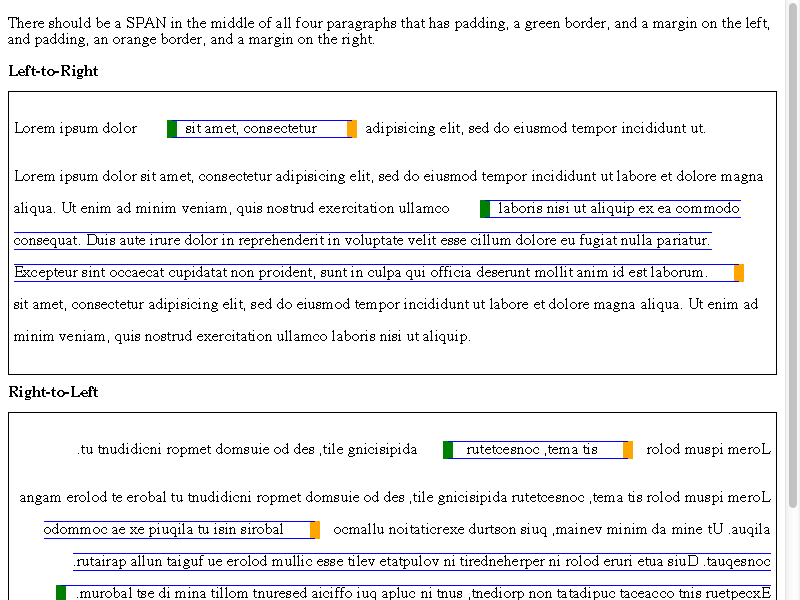 There should be a SPAN in the middle of all four paragraphs that has padding, a green border, and a margin on the left,
and padding, an orange border, and a margin on the right.
Left-to-Right
Lorem ipsum dolor sit amet, consectetur adipisicing elit, sed do eiusmod tempor incididunt ut.
Lorem ipsum dolor sit amet, consectetur adipisicing elit, sed do eiusmod tempor incididunt ut labore et dolore magna
aliqua. Ut enim ad minim veniam, quis nostrud exercitation ullamco laboris nisi ut aliquip ex ea commodo
consequat. Duis aute irure dolor in reprehenderit in voluptate velit esse cillum dolore eu fugiat nulla pariatur.
Excepteur sint occaecat cupidatat non proident, sunt in culpa qui officia deserunt mollit anim id est laborum.
sit amet, consectetur adipisicing elit, sed do eiusmod tempor incididunt ut labore et dolore magna aliqua. Ut enim ad
minim veniam, quis nostrud exercitation ullamco laboris nisi ut aliquip.
Right-to-Left
.tu tnudidicni ropmet domsuie od des ,tile gnicisipida rutetcesnoc ,tema tis rolod muspi meroL
angam erolod te erobal tu tnudidicni ropmet domsuie od des ,tile gnicisipida rutetcesnoc ,tema tis rolod muspi meroL
odommoc ae xe piuqila tu isin sirobal ocmallu noitaticrexe durtson siuq ,mainev minim da mine tU .auqila
.rutairap allun taiguf ue erolod mullic esse tilev etatpulov ni tiredneherper ni rolod eruri etua siuD .tauqesnoc
.murobal tse di mina tillom tnuresed aiciffo iuq apluc ni tnus ,tnediorp non tatadipuc taceacco tnis ruetpecxE